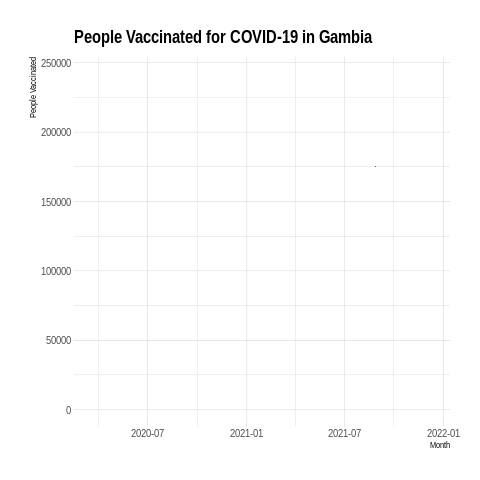 People Vaccinated for COVID-19 in Gambia
People Vaccinated
250000
200000
150000
100000
50000
0
2020-07 2021-01 2021-07 2022-01
Month